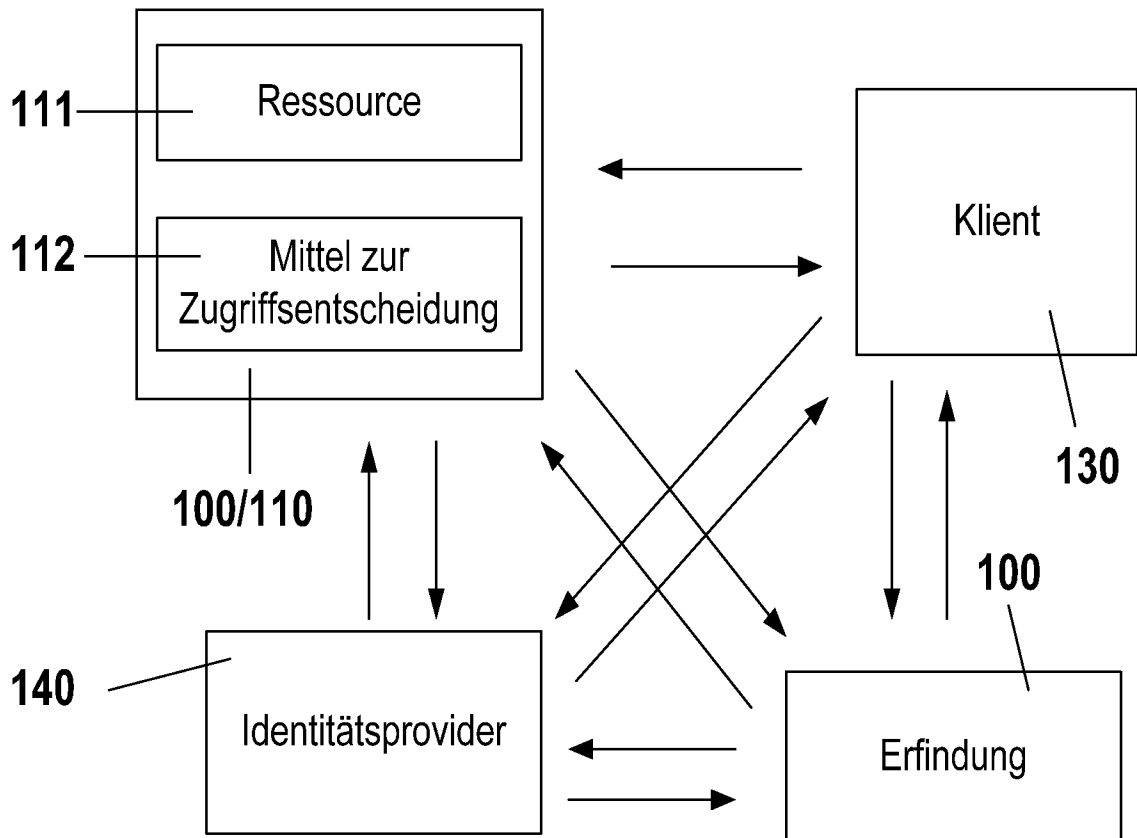 111
Ressource
112
Mittel zur
Zugriffsentscheidung
100/110
Klient
130
100
140
Identitätsprovider
Erfindung